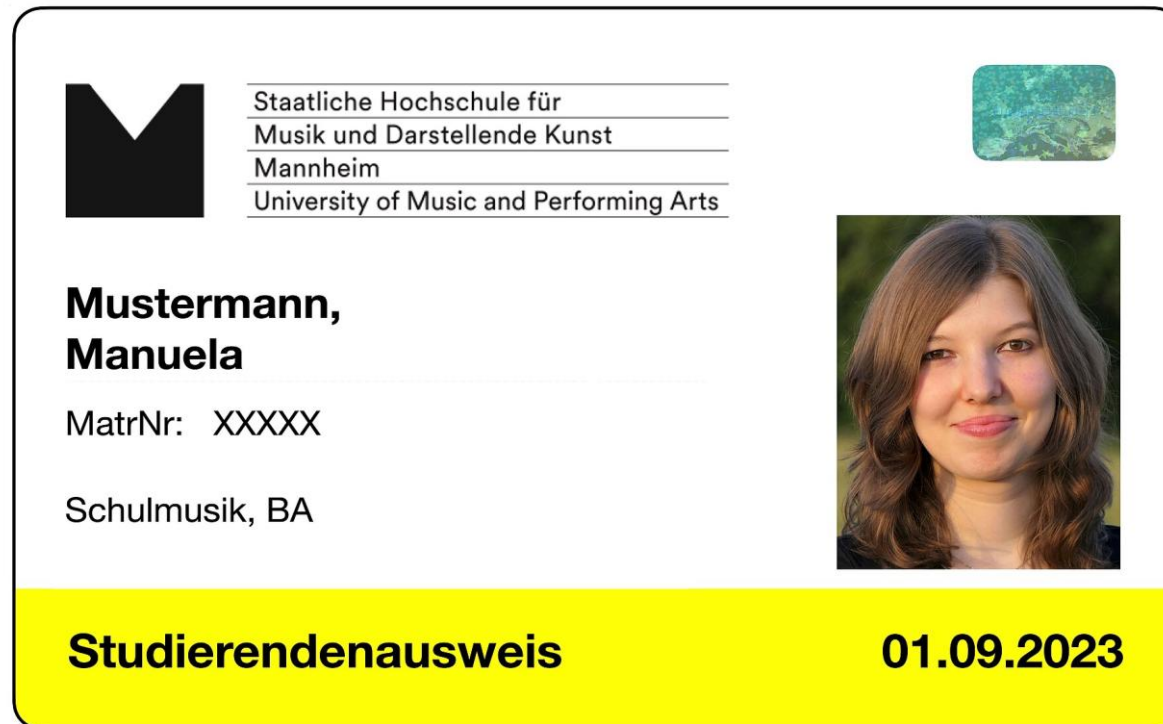 Staatliche Hochschule für
Musik und Darstellende Kunst
Mannheim
University of Music and Performing Arts
Mustermann,
Manuela
MatrNr: XXXXX
Schulmusik, BA
Studierendenausweis 01.09.2023